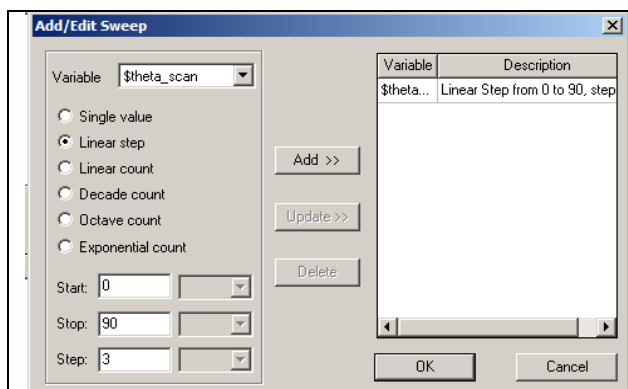 Add/Edit Sweep
Variable $theta_scan
Single value
Linear step
Linear count
Decade count
Octave count
Exponential count
Start: 0
Stop: 90
Step: 3
Add >>
Update >>
Delete
Variable Description
$theta... Linear Step from 0 to 90, step
OK Cancel